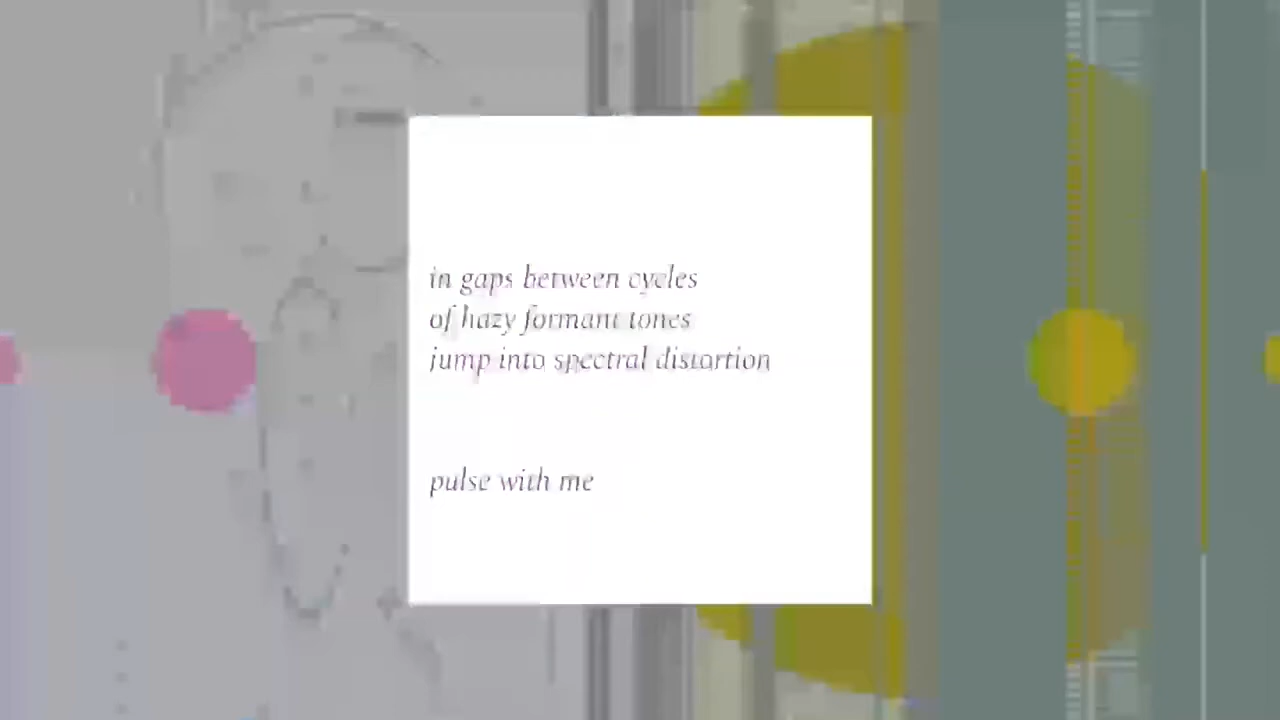 in gaps between cycles
of hazy formant tones
jump into spectral distortion
pulse with me